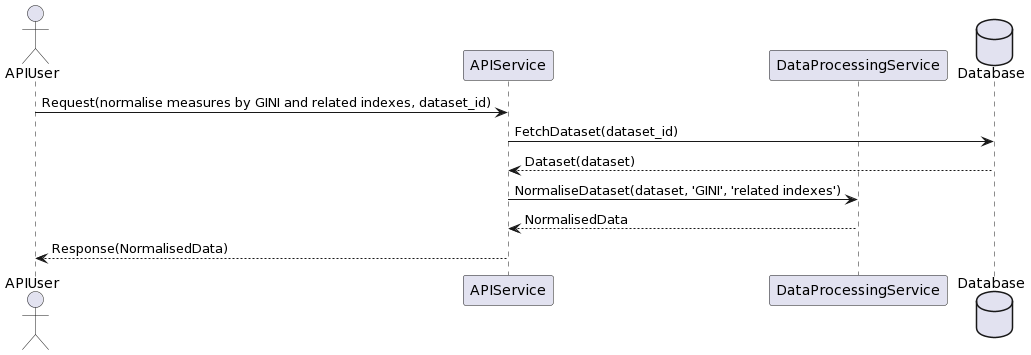 APIUser
APIService
DataProcessingService
Database
Request(normalise measures by GINI and related indexes, dataset_id)
FetchDataset(dataset_id)
Dataset(dataset)
NormaliseDataset(dataset, 'GINI', 'related indexes')
NormalisedData
Response(NormalisedData)
APIUser
APIService
DataProcessingService
Database